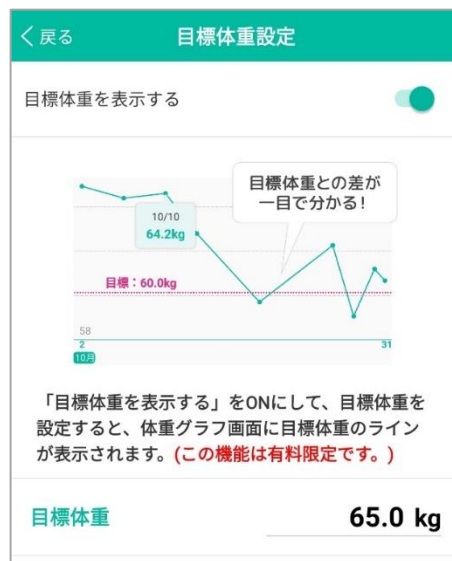 戻る 目標体重設定
目標体重を表示する
目標体重との差が
一目で分かる!
10/10
64.2kg
目標：60.0kg
58
2 31
10月
「目標体重を表示する」をONにして、目標体重を
設定すると、体重グラフ画面に目標体重のライン
が表示されます。(この機能は有料限定です。)
目標体重 65.0 kg